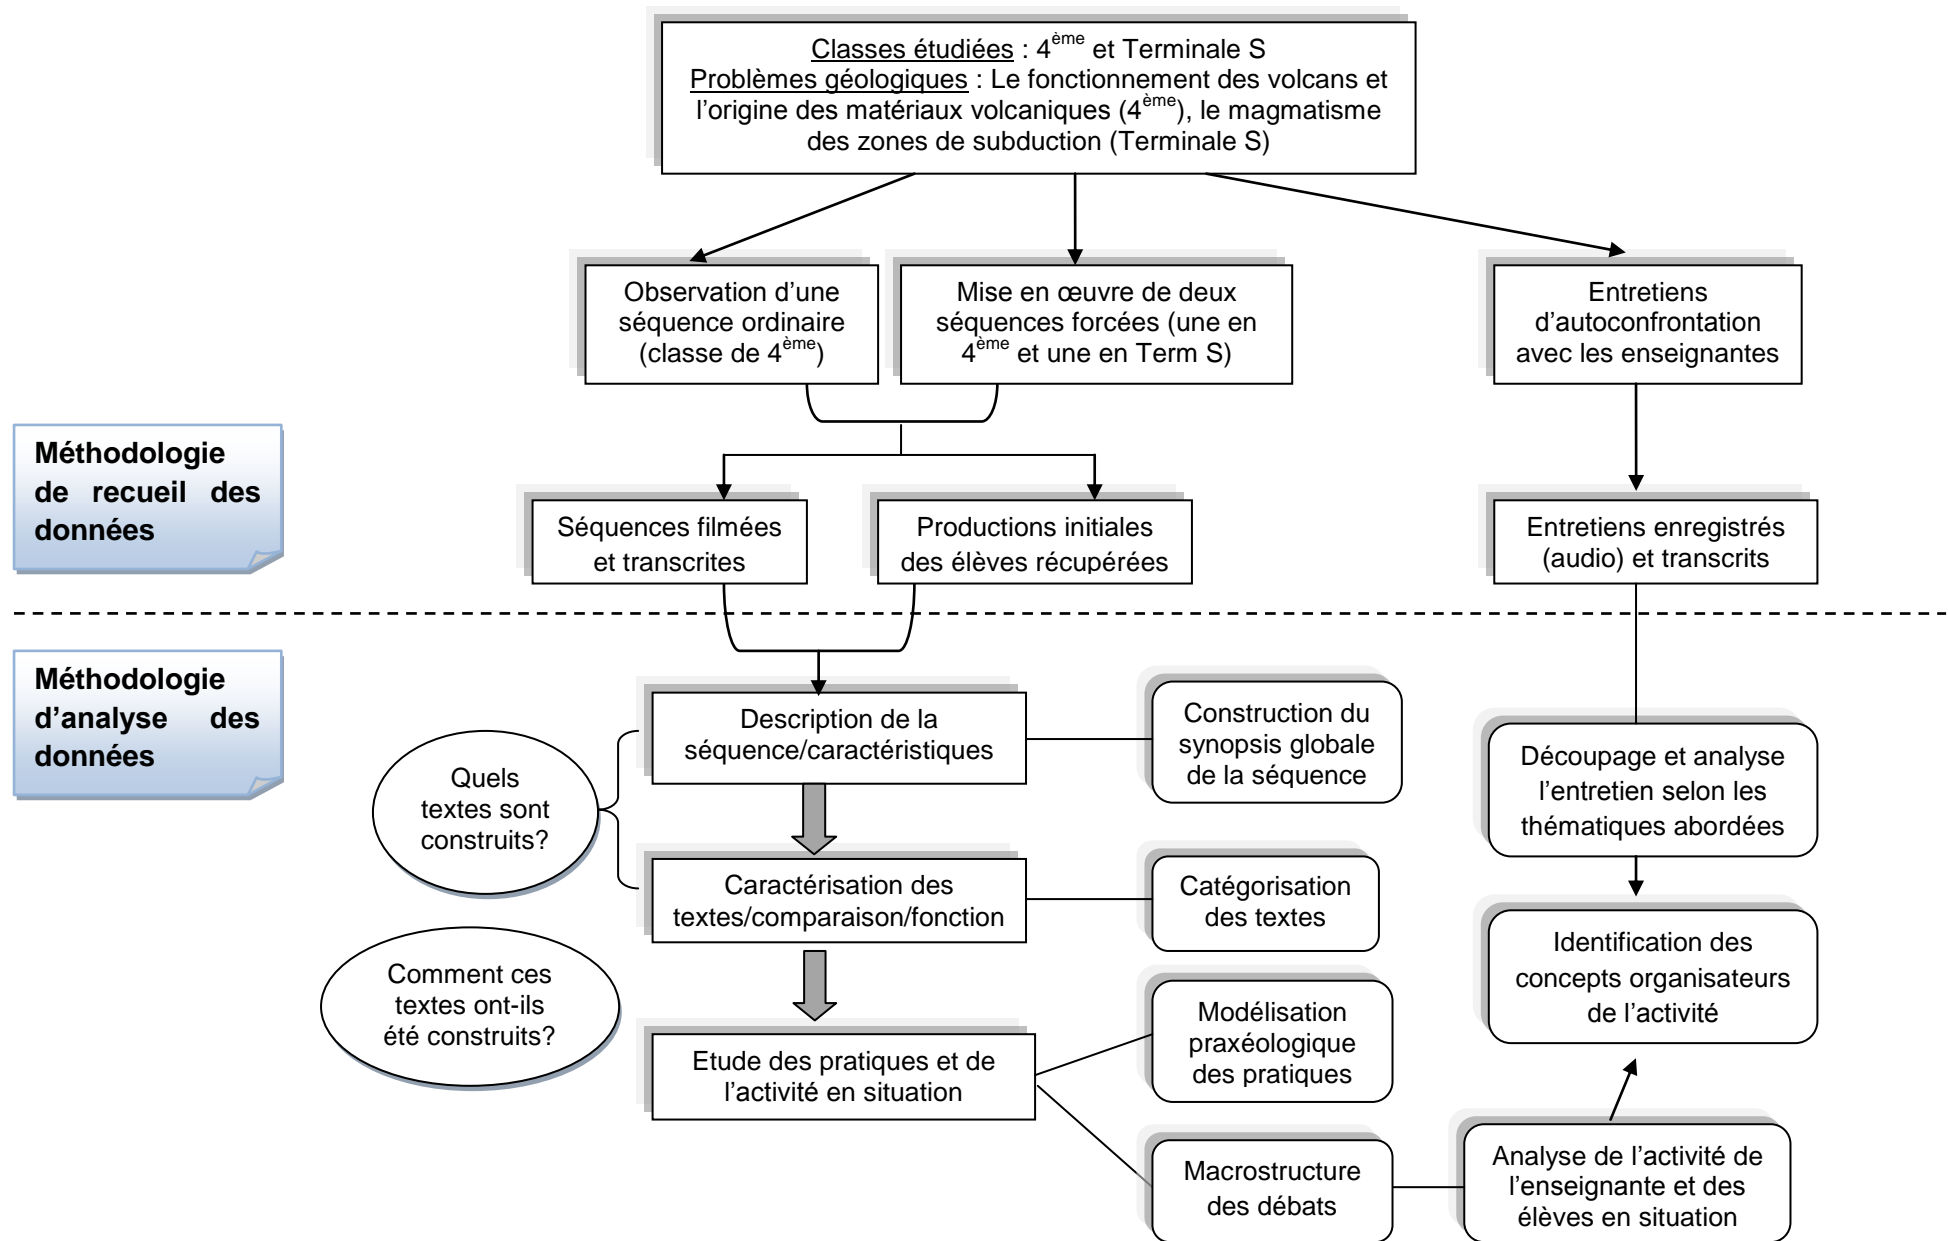 Classes étudiées : 4ème et Terminale S
Problèmes géologiques : Le fonctionnement des volcans et
l’origine des matériaux volcaniques (4ème), le magmatisme
des zones de subduction (Terminale S)
Observation d’une
séquence ordinaire
(classe de 4ème)
Mise en œuvre de deux
séquences forcées (une en
4ème et une en Term S)
Entretiens
d’autoconfrontation
avec les enseignantes
Méthodologie
de recueil des
données
Séquences filmées
et transcrites
Productions initiales
des élèves récupérées
Entretiens enregistrés
(audio) et transcrits
Méthodologie
d’analyse des
données
Description de la
séquence/caractéristiques
Construction du
synopsis globale
de la séquence
Quels
textes sont
construits?
Découpage et analyse
l’entretien selon les
thématiques abordées
Caractérisation des
textes/comparaison/fonction
Catégorisation
des textes
Identification des
concepts organisateurs
de l’activité
Comment ces
textes ont-ils
été construits?
Modélisation
praxéologique
des pratiques
Etude des pratiques et de
l’activité en situation
Macrostructure
des débats
Analyse de l’activité de
l’enseignante et des
élèves en situation